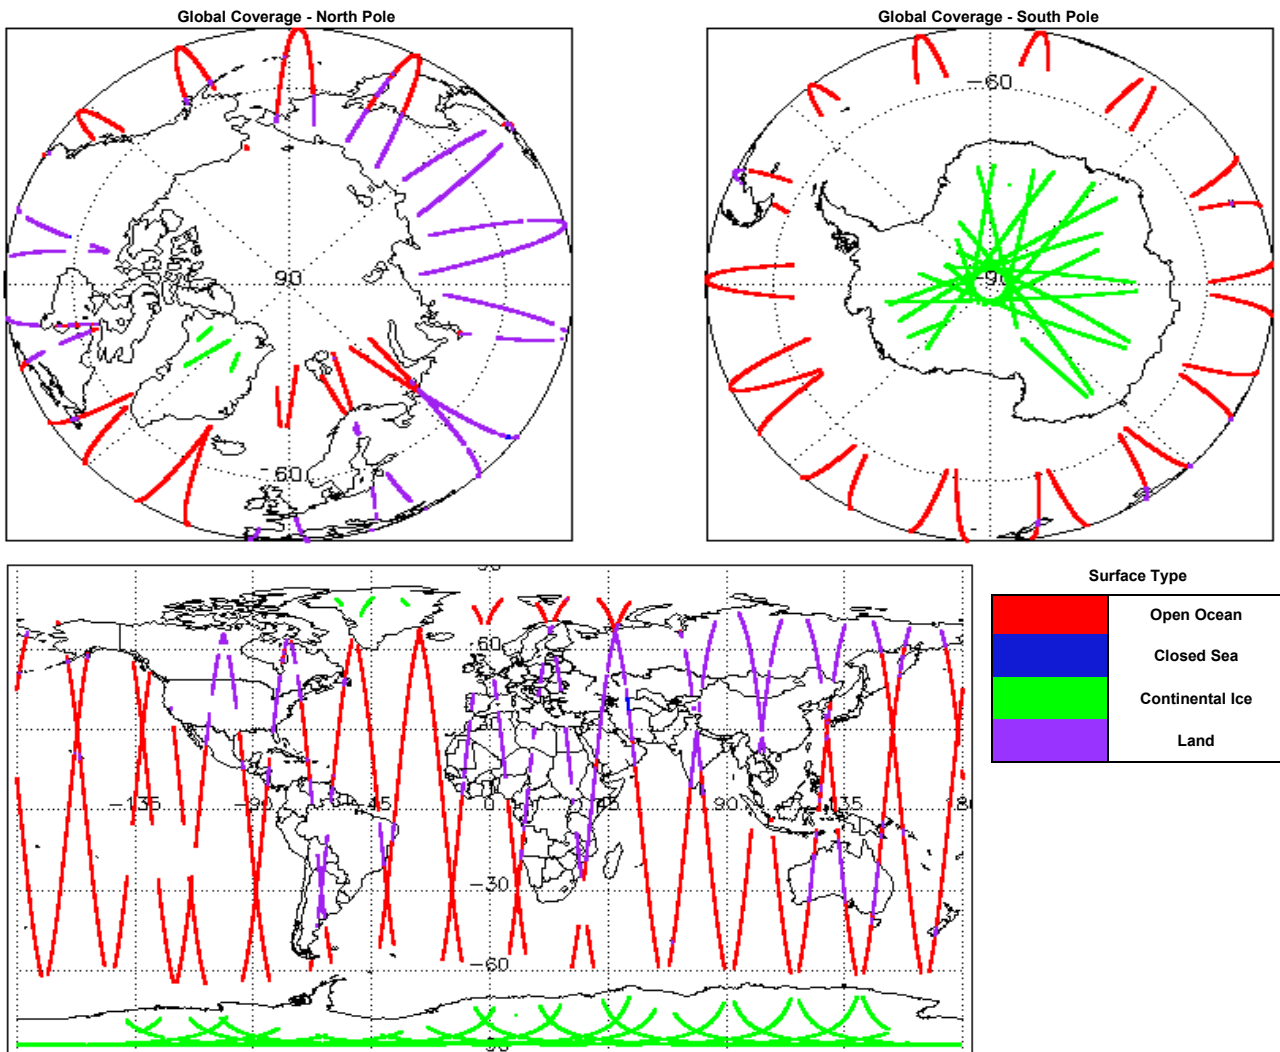 Global Coverage - North Pole
Global Coverage - South Pole
90
-60
-60
-90
60
-135
-90
-45
0
90
135
180
-30
-60
Surface Type
Open Ocean
Closed Sea
Continental Ice
Land